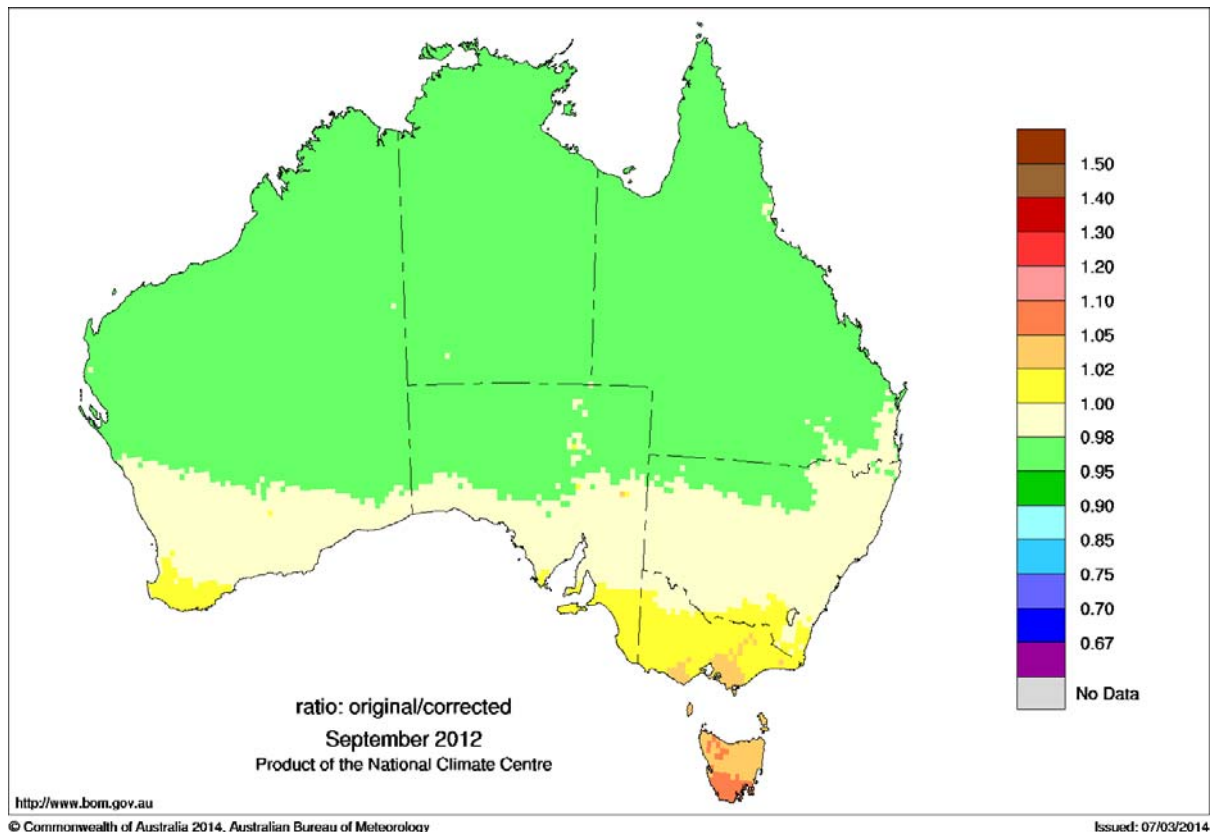 1.50
1.40
1.30
1.20
1.10
1.05
1.02
1.00
0.98
0.95
0.90
0.85
0.75
0.70
0.67
No Data
ratio: original/corrected
September 2012
Product of the National Climate Centre
http://www.bom.gov.au
© Commonwealth of Australia 2014, Australian Bureau of Meteorology
Issued: 07/03/2014